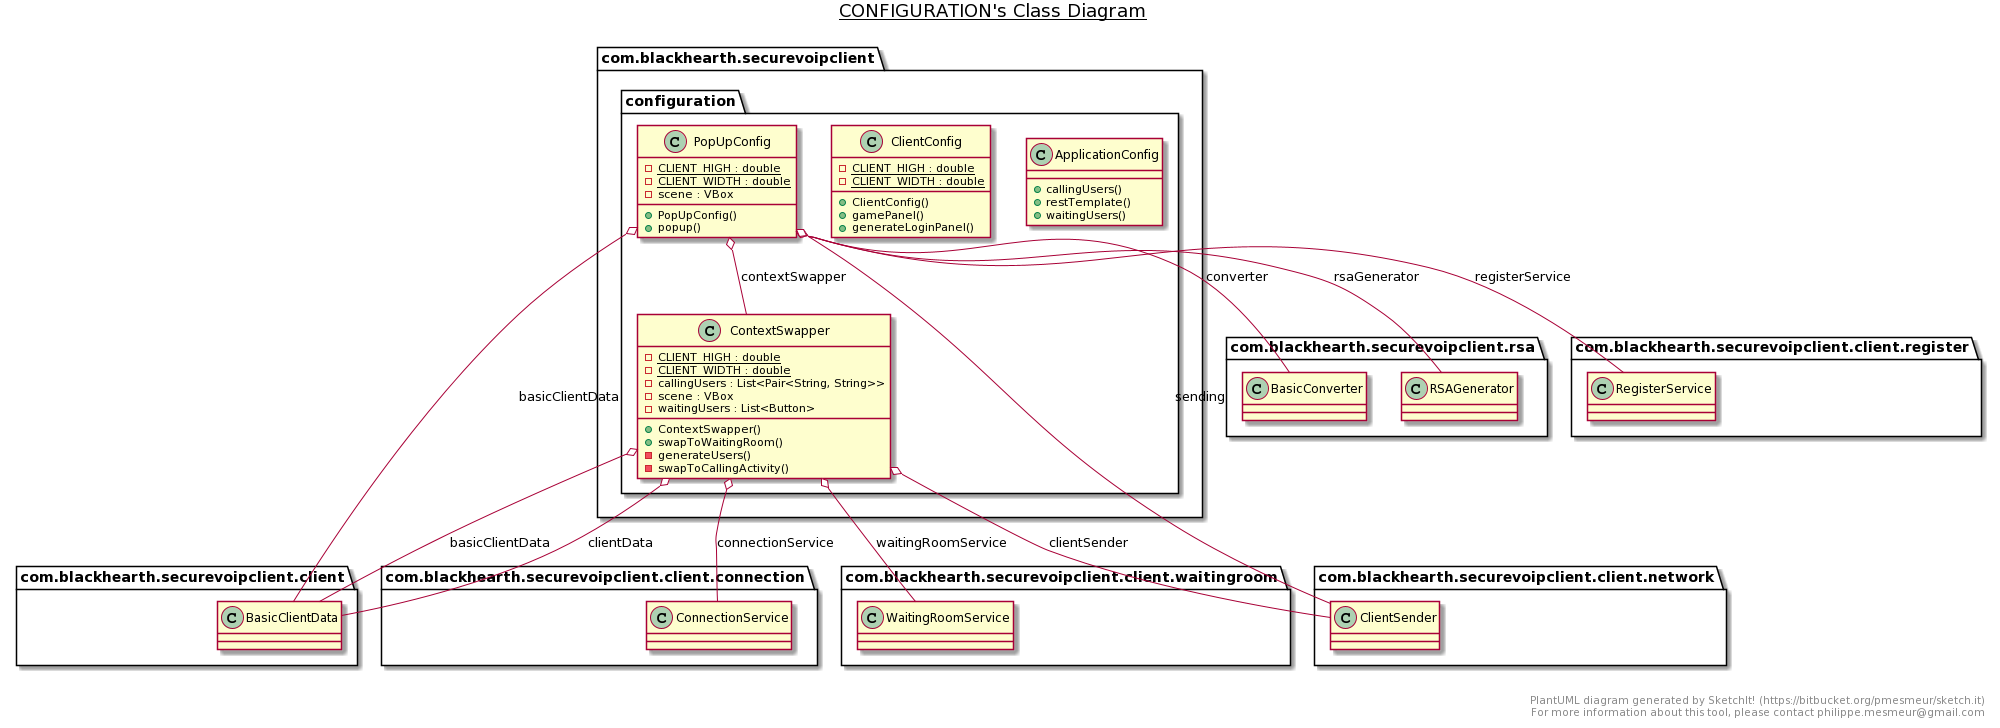 CONFIGURATION's Class Diagram
com.blackhearth.securevoipclient
configuration
PopUpConfig
CLIENT_HIGH : double
CLIENT_WIDTH : double
scene : VBox
PopUpConfig()
popup()
ClientConfig
CLIENT_HIGH : double
CLIENT_WIDTH : double
ClientConfig()
gamePanel()
generateLoginPanel()
ApplicationConfig
callingUsers()
restTemplate()
waitingUsers()
contextSwapper
converter
rsaGenerator
registerService
ContextSwapper
CLIENT_HIGH : double
CLIENT_WIDTH : double
callingUsers : List<Pair<String, String>>
scene : VBox
waitingUsers : List<Button>
ContextSwapper()
swapToWaitingRoom()
generateUsers()
swapToCallingActivity()
com.blackhearth.securevoipclient.rsa
BasicConverter
RSAGenerator
com.blackhearth.securevoipclient.client.register
RegisterService
basicClientData
sending
basicClientData
clientData
connectionService
waitingRoomService
clientSender
com.blackhearth.securevoipclient.client
BasicClientData
com.blackhearth.securevoipclient.client.connection
ConnectionService
com.blackhearth.securevoipclient.client.waitingroom
WaitingRoomService
com.blackhearth.securevoipclient.client.network
ClientSender
PlantUML diagram generated by SketchIt! (https://bitbucket.org/pmesmeur/sketch.it)
For more information about this tool, please contact philippe.mesmeur@gmail.com